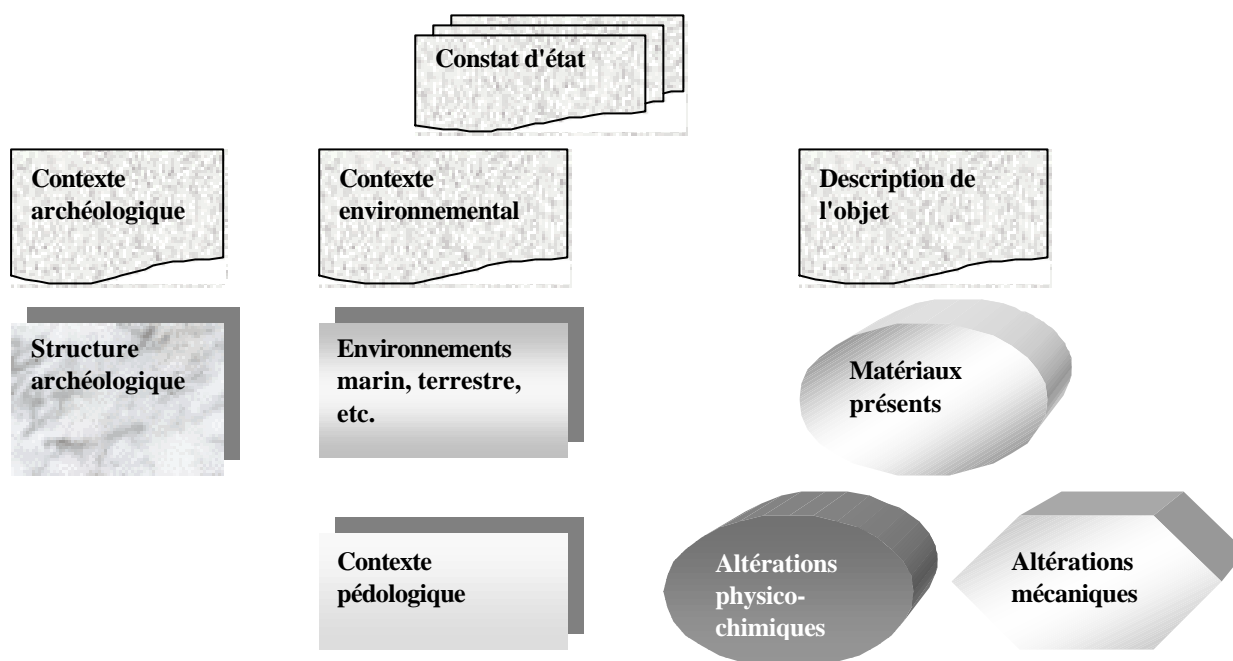 Constat d'état
Contexte
archéologique
Contexte
environnemental
Description de
l'objet
Structure
archéologique
Environnements
marin, terrestre,
etc.
Matériaux
présents
Contexte
pédologique
Altérations
physico-
chimiques
Altérations
mécaniques